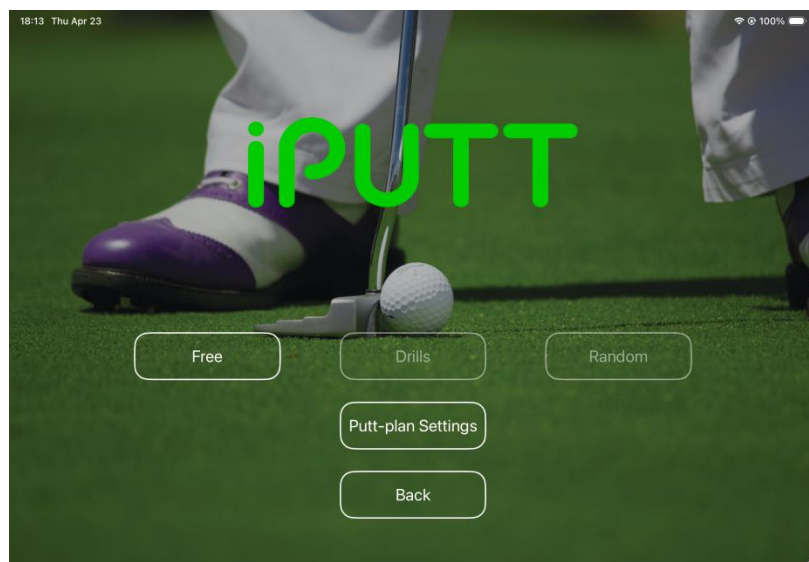 18:13 Thu Apr 23
100%
iPUTT
Free
Drills
Random
Putt-plan Settings
Back